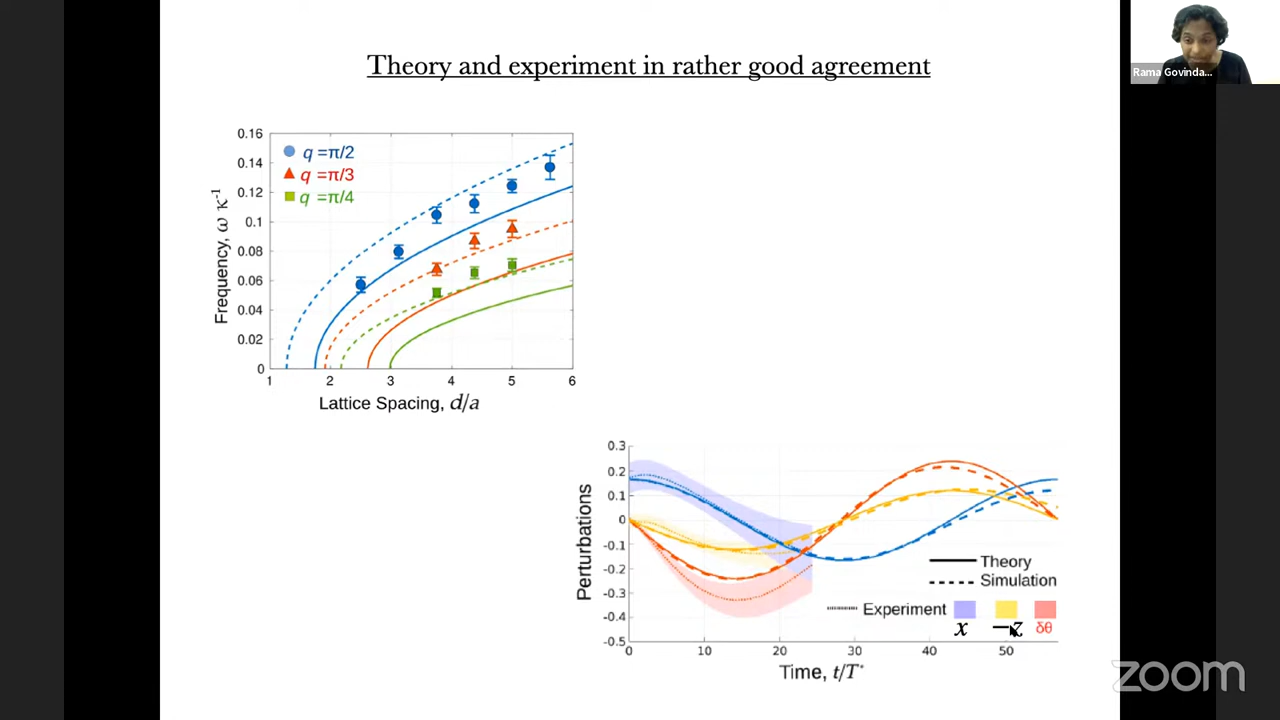 Theory and experiment in rather good agreement
Rama Govinda...
0.16
0.14
0.12
0.1
0.08
0.06
0.04
0.02
0
q =π/2
q =π/3
q =π/4
Frequency, ω κ⁻¹
1 2 3 4 5 6
Lattice Spacing, d/a
0.3
0.2
0.1
0
-0.1
-0.2
-0.3
-0.4
-0.5
Perturbations
Theory
Simulation
Experiment
x −z δθ
0 10 20 30 40 50
Time, t/T*
zoom